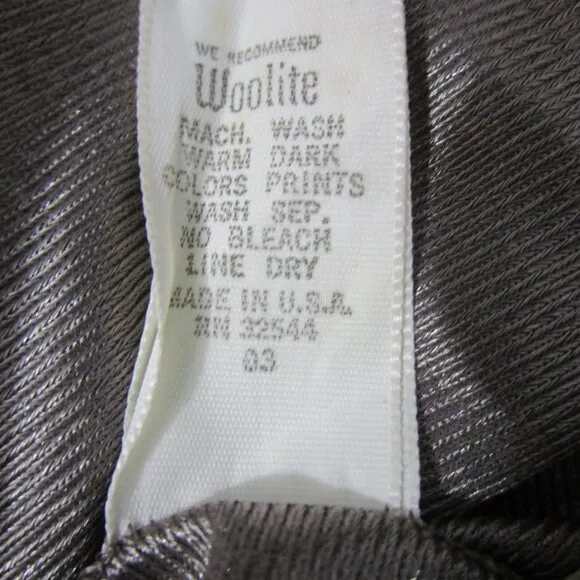 WE RECOMMEND
Woolite
MACH. WASH
WARM DARK
COLORS PRINTS
WASH SEP.
NO BLEACH
LINE DRY
MADE IN U.S.A.
RN 32544
03